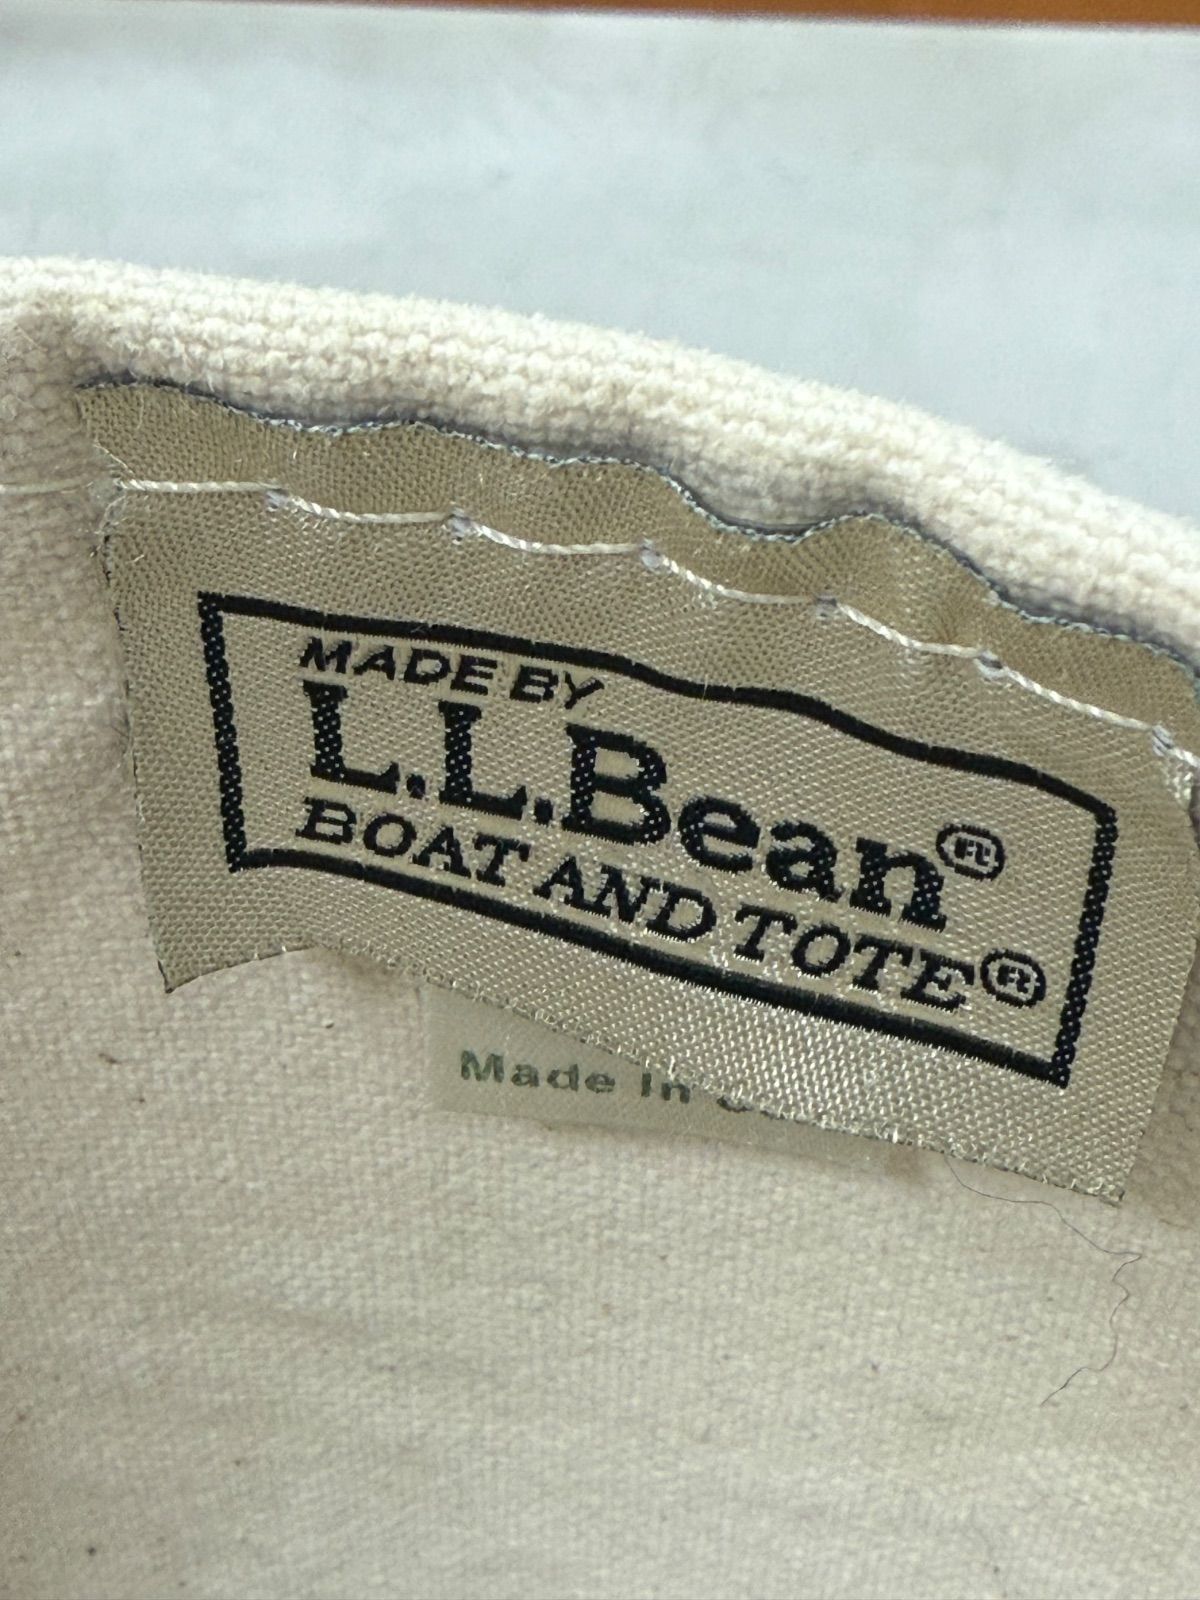 MADE BY
L.L.Bean®
BOAT AND TOTE®
Made In